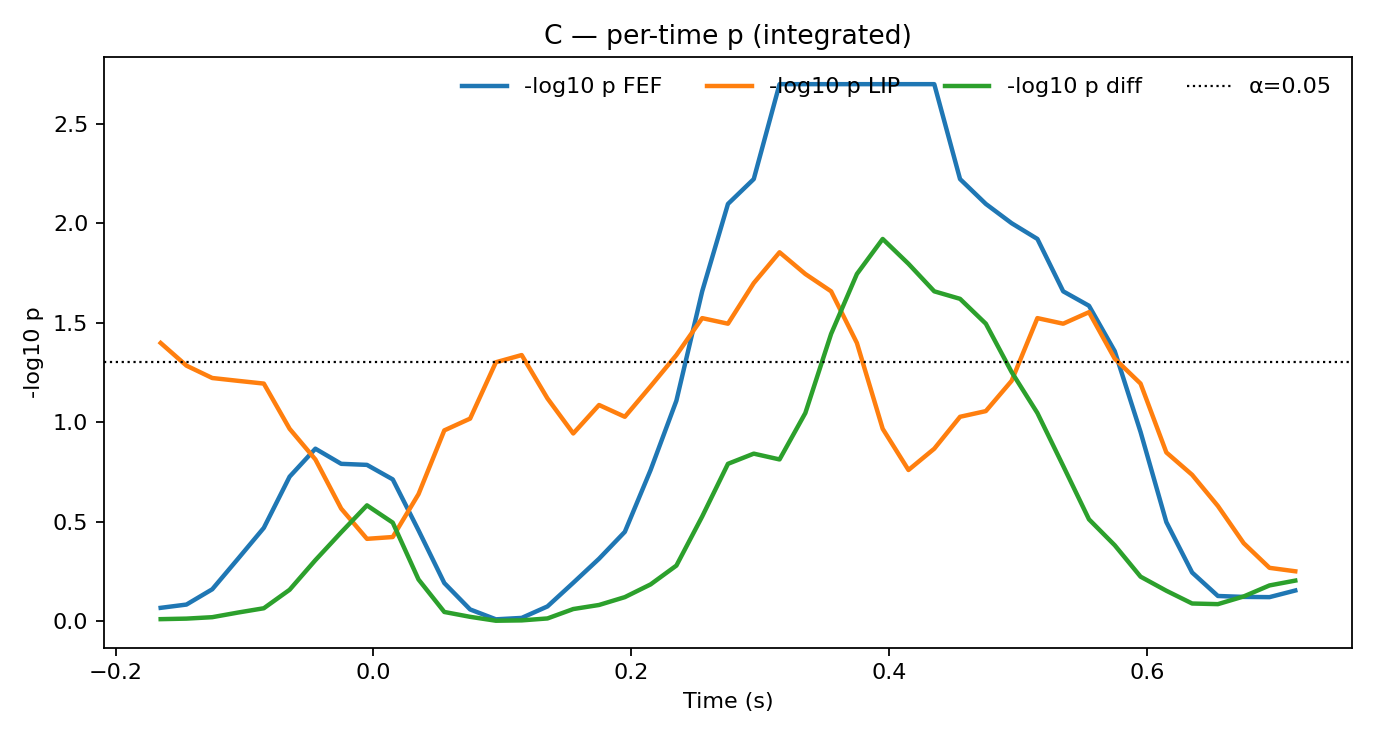 C — per-time p (integrated)
-log10 p FEF -log10 p LIP -log10 p diff α=0.05
-log10 p
2.5
2.0
1.5
1.0
0.5
0.0
−0.2 0.0 0.2 0.4 0.6
Time (s)